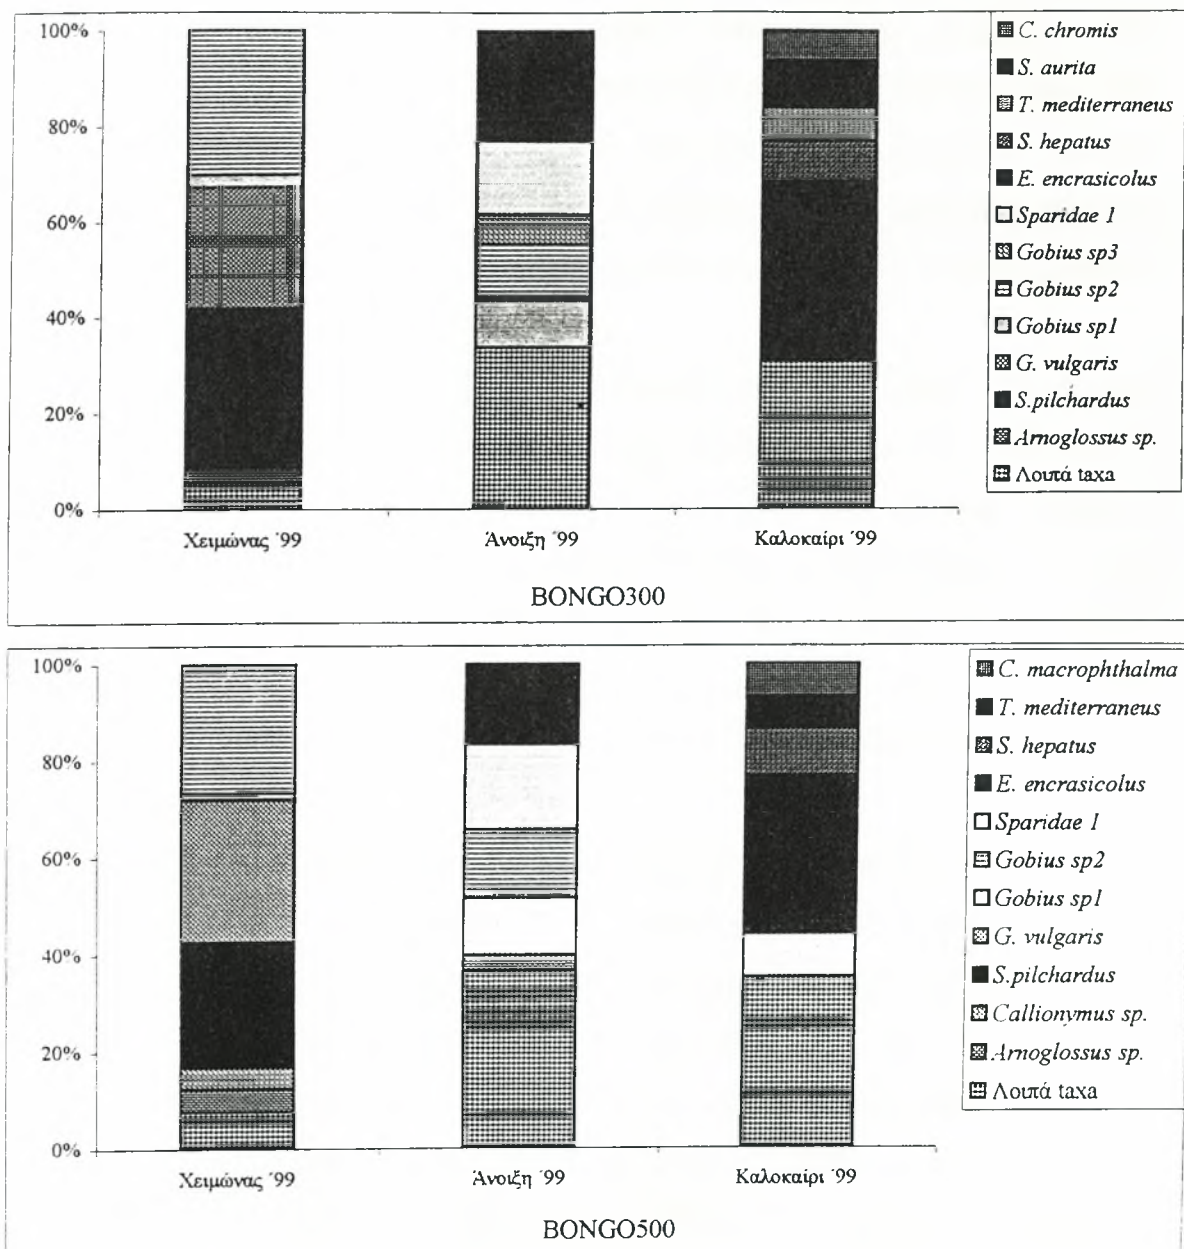 100%
80%
60%
40%
20%
0%
Χειμώνας '99
Άνοιξη '99
Καλοκαίρι '99
BONGO300
C. chromis
S. aurita
T. mediterraneus
S. hepatus
E. encrasicolus
Sparidae 1
Gobius sp3
Gobius sp2
Gobius sp1
G. vulgaris
S.pilchardus
Arnoglossus sp.
Λοιπά taxa
100%
80%
60%
40%
20%
0%
Χειμώνας '99
Άνοιξη '99
Καλοκαίρι '99
BONGO500
C. macrophthalma
T. mediterraneus
S. hepatus
E. encrasicolus
Sparidae 1
Gobius sp2
Gobius sp1
G. vulgaris
S.pilchardus
Callionymus sp.
Arnoglossus sp.
Λοιπά taxa